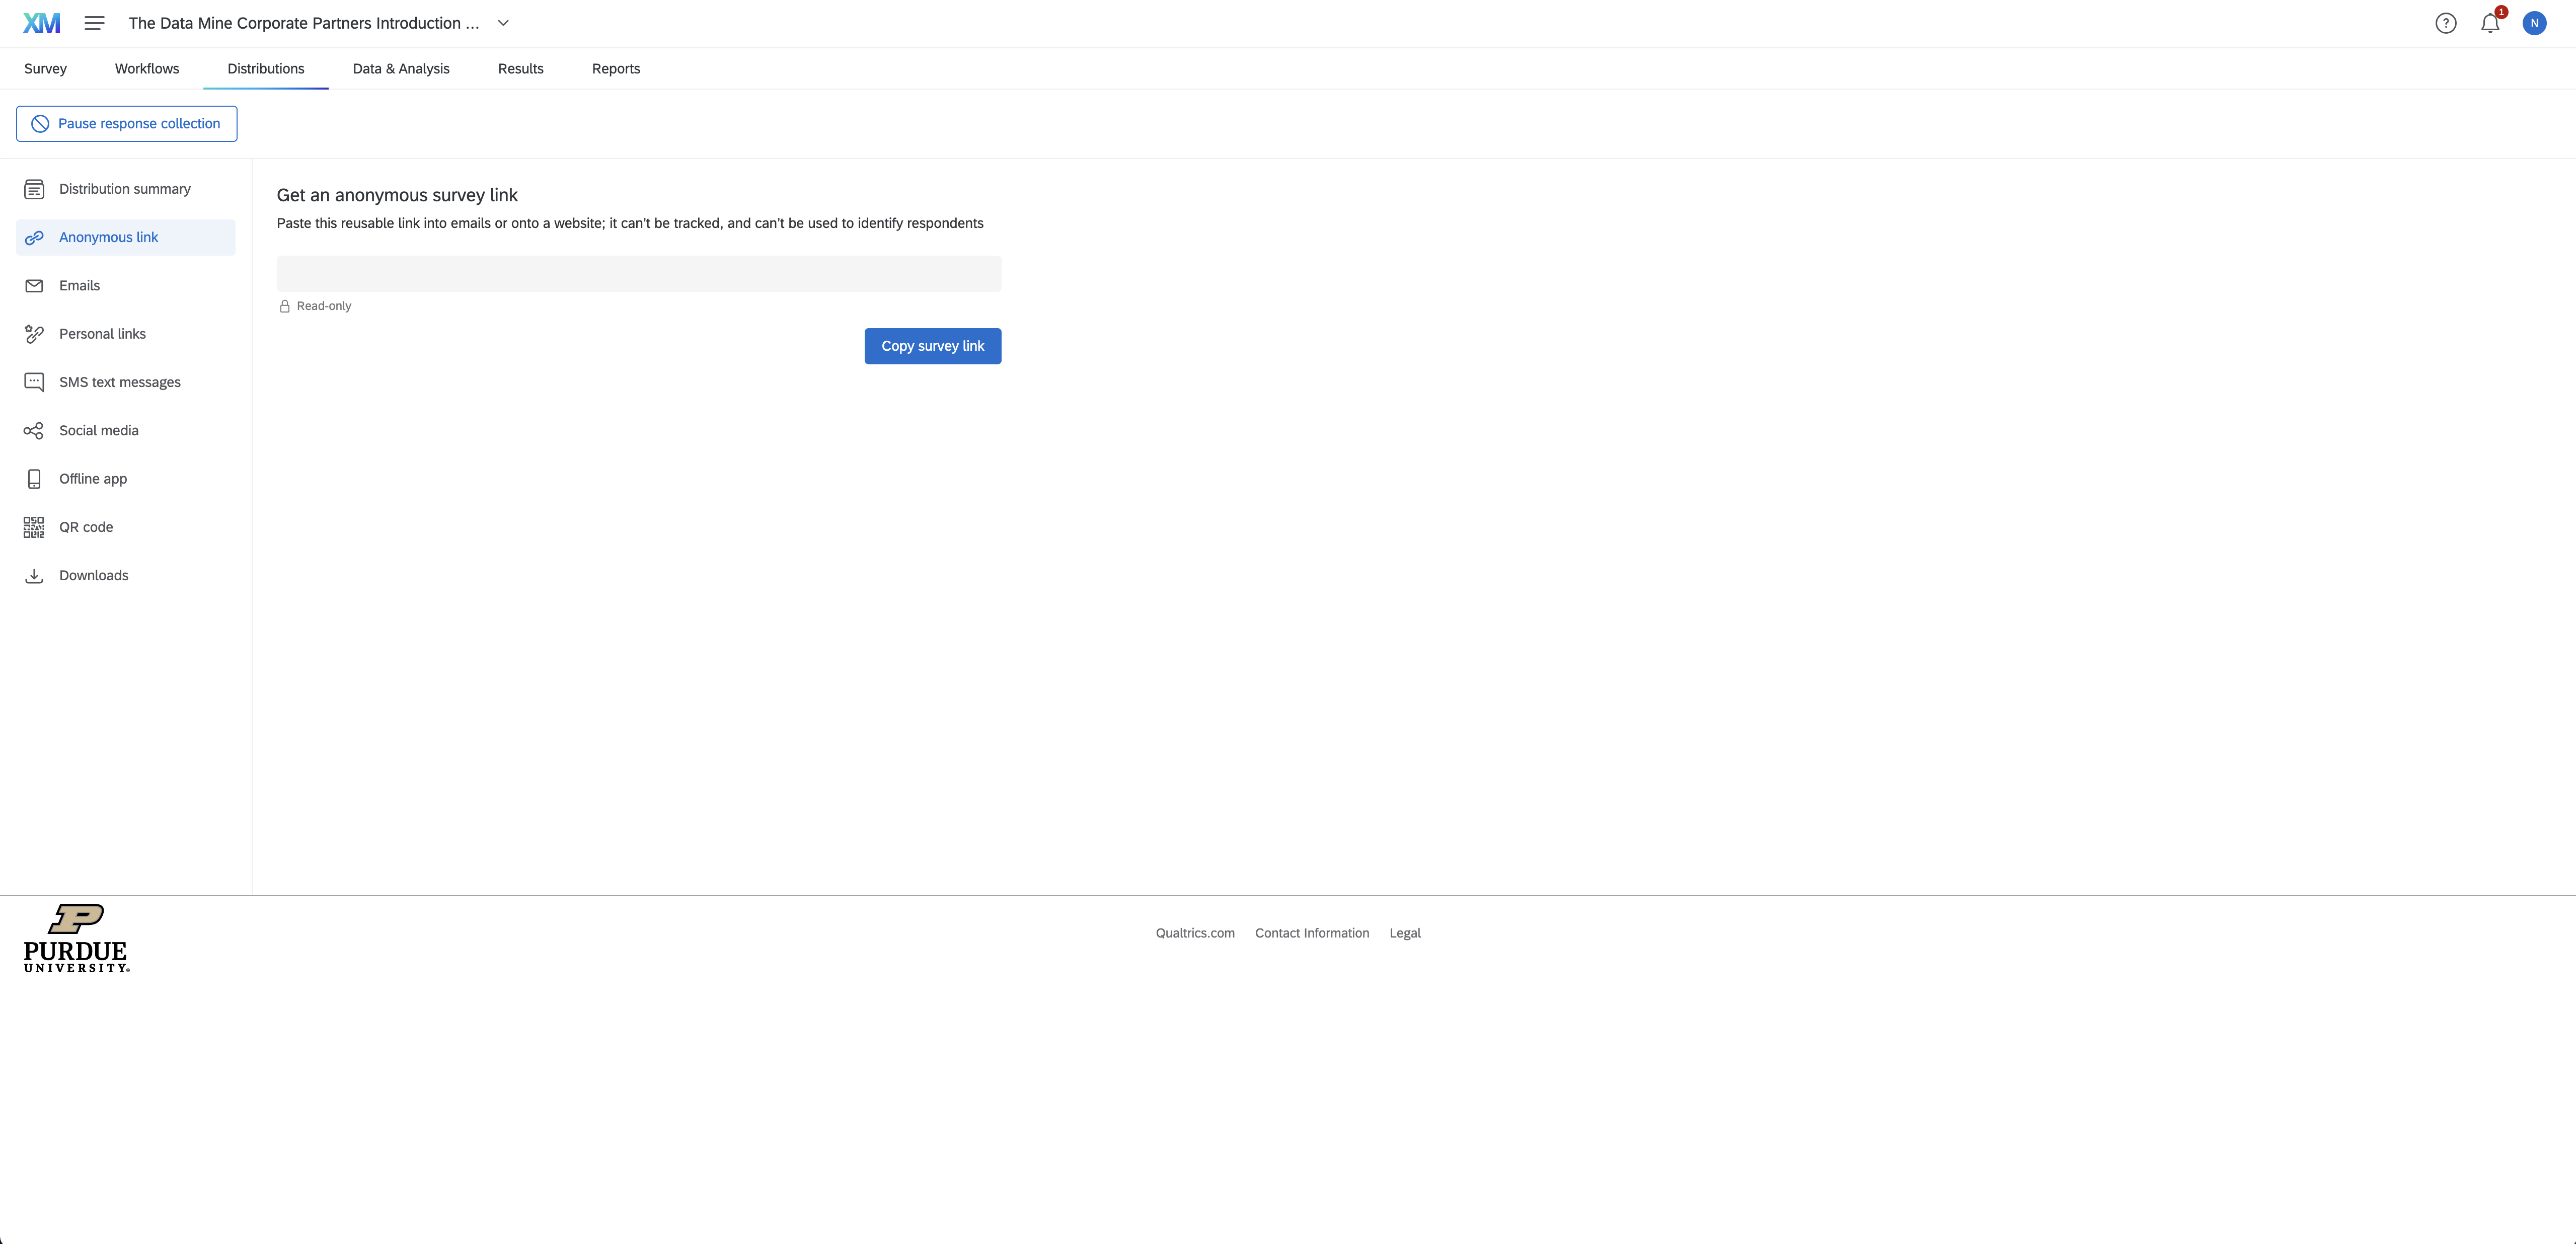 XM
The Data Mine Corporate Partners Introduction ...
?
1
N
Survey
Workflows
Distributions
Data & Analysis
Results
Reports
Pause response collection
Distribution summary
Anonymous link
Emails
Personal links
SMS text messages
Social media
Offline app
QR code
Downloads
Get an anonymous survey link
Paste this reusable link into emails or onto a website; it can't be tracked, and can't be used to identify respondents
Read-only
Copy survey link
P
PURDUE
UNIVERSITY®
Qualtrics.com
Contact Information
Legal